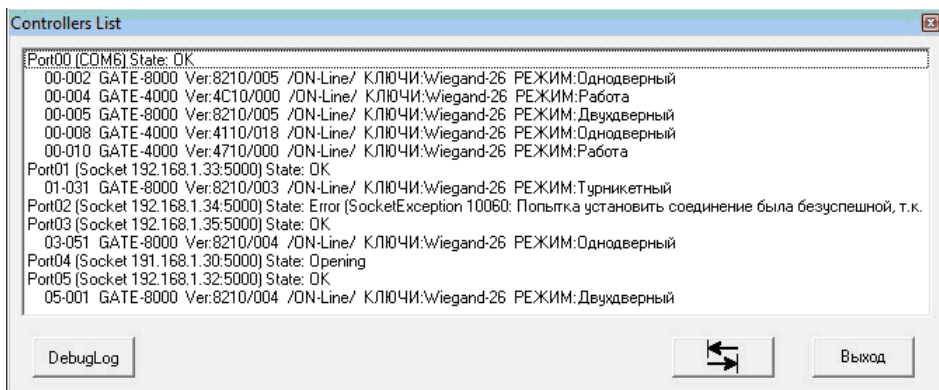 Controllers List
Port00 (COM6) State: OK
00-002 GATE-8000 Ver:8210/005 /ON-Line/ КЛЮЧИ:Wiegand-26 РЕЖИМ:Однодверный
00-004 GATE-4000 Ver:4C10/000 /ON-Line/ КЛЮЧИ:Wiegand-26 РЕЖИМ:Работа
00-005 GATE-8000 Ver:8210/005 /ON-Line/ КЛЮЧИ:Wiegand-26 РЕЖИМ:Двухдверный
00-008 GATE-4000 Ver:4110/018 /ON-Line/ КЛЮЧИ:Wiegand-26 РЕЖИМ:Однодверный
00-010 GATE-4000 Ver:4710/000 /ON-Line/ КЛЮЧИ:Wiegand-26 РЕЖИМ:Работа
Port01 (Socket 192.168.1.33:5000) State: OK
01-031 GATE-8000 Ver:8210/003 /ON-Line/ КЛЮЧИ:Wiegand-26 РЕЖИМ:Турникетный
Port02 (Socket 192.168.1.34:5000) State: Error (SocketException 10060: Попытка установить соединение была безуспешной, т.к.
Port03 (Socket 192.168.1.35:5000) State: OK
03-051 GATE-8000 Ver:8210/004 /ON-Line/ КЛЮЧИ:Wiegand-26 РЕЖИМ:Однодверный
Port04 (Socket 191.168.1.30:5000) State: Opening
Port05 (Socket 192.168.1.32:5000) State: OK
05-001 GATE-8000 Ver:8210/004 /ON-Line/ КЛЮЧИ:Wiegand-26 РЕЖИМ:Двухдверный
DebugLog
Выход